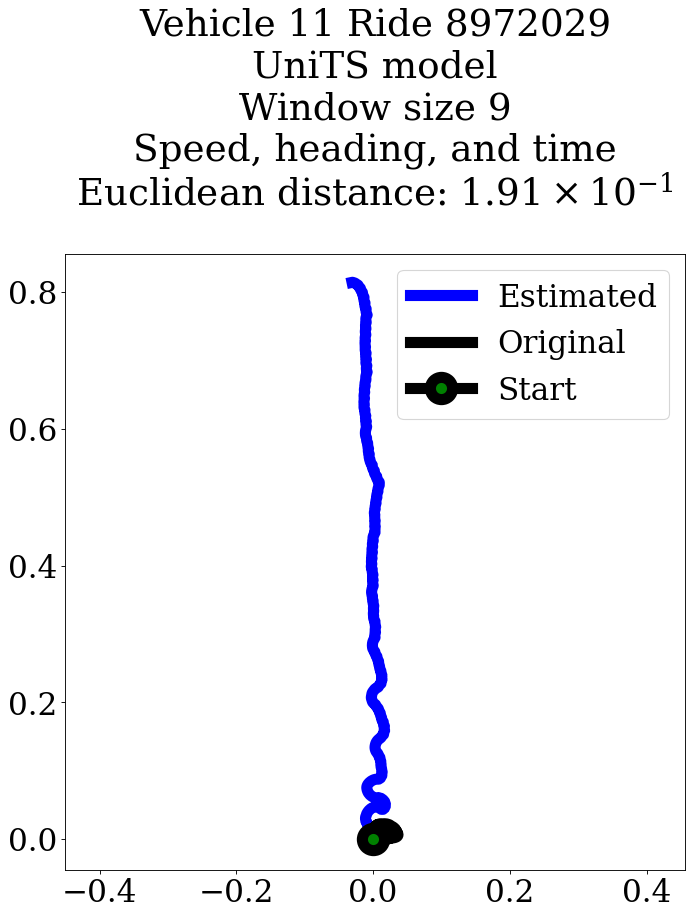 Vehicle 11 Ride 8972029
UniTS model
Window size 9
Speed, heading, and time
Euclidean distance: 1.91 × 10⁻¹
Estimated
Original
Start
0.8
0.6
0.4
0.2
0.0
−0.4 −0.2 0.0 0.2 0.4